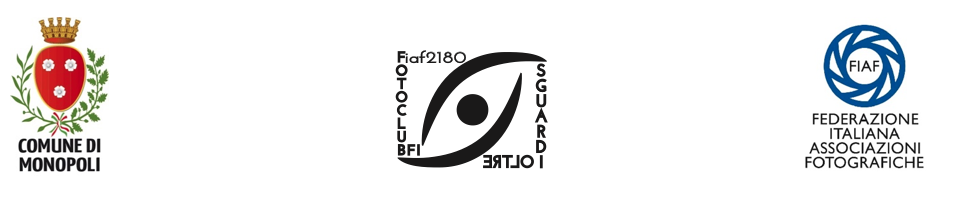 COMUNE DI
MONOPOLI
Fiaf2180
FOTOCLUB
BFI
SGUARDI
OLTRE
FIAF
FEDERAZIONE
ITALIANA
ASSOCIAZIONI
FOTOGRAFICHE